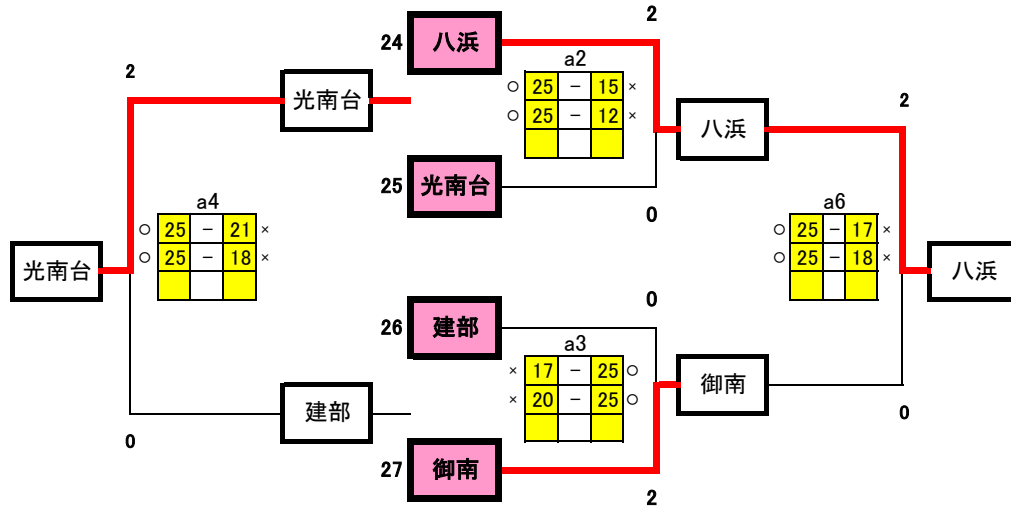 2
24 八浜
a2
○ 25 － 15 ×
○ 25 － 12 ×
2
光南台
八浜
2
25 光南台
0
a4
○ 25 － 21 ×
○ 25 － 18 ×
a6
○ 25 － 17 ×
○ 25 － 18 ×
光南台
八浜
0
26 建部
a3
× 17 － 25 ○
× 20 － 25 ○
御南
建部
0
0
27 御南
2